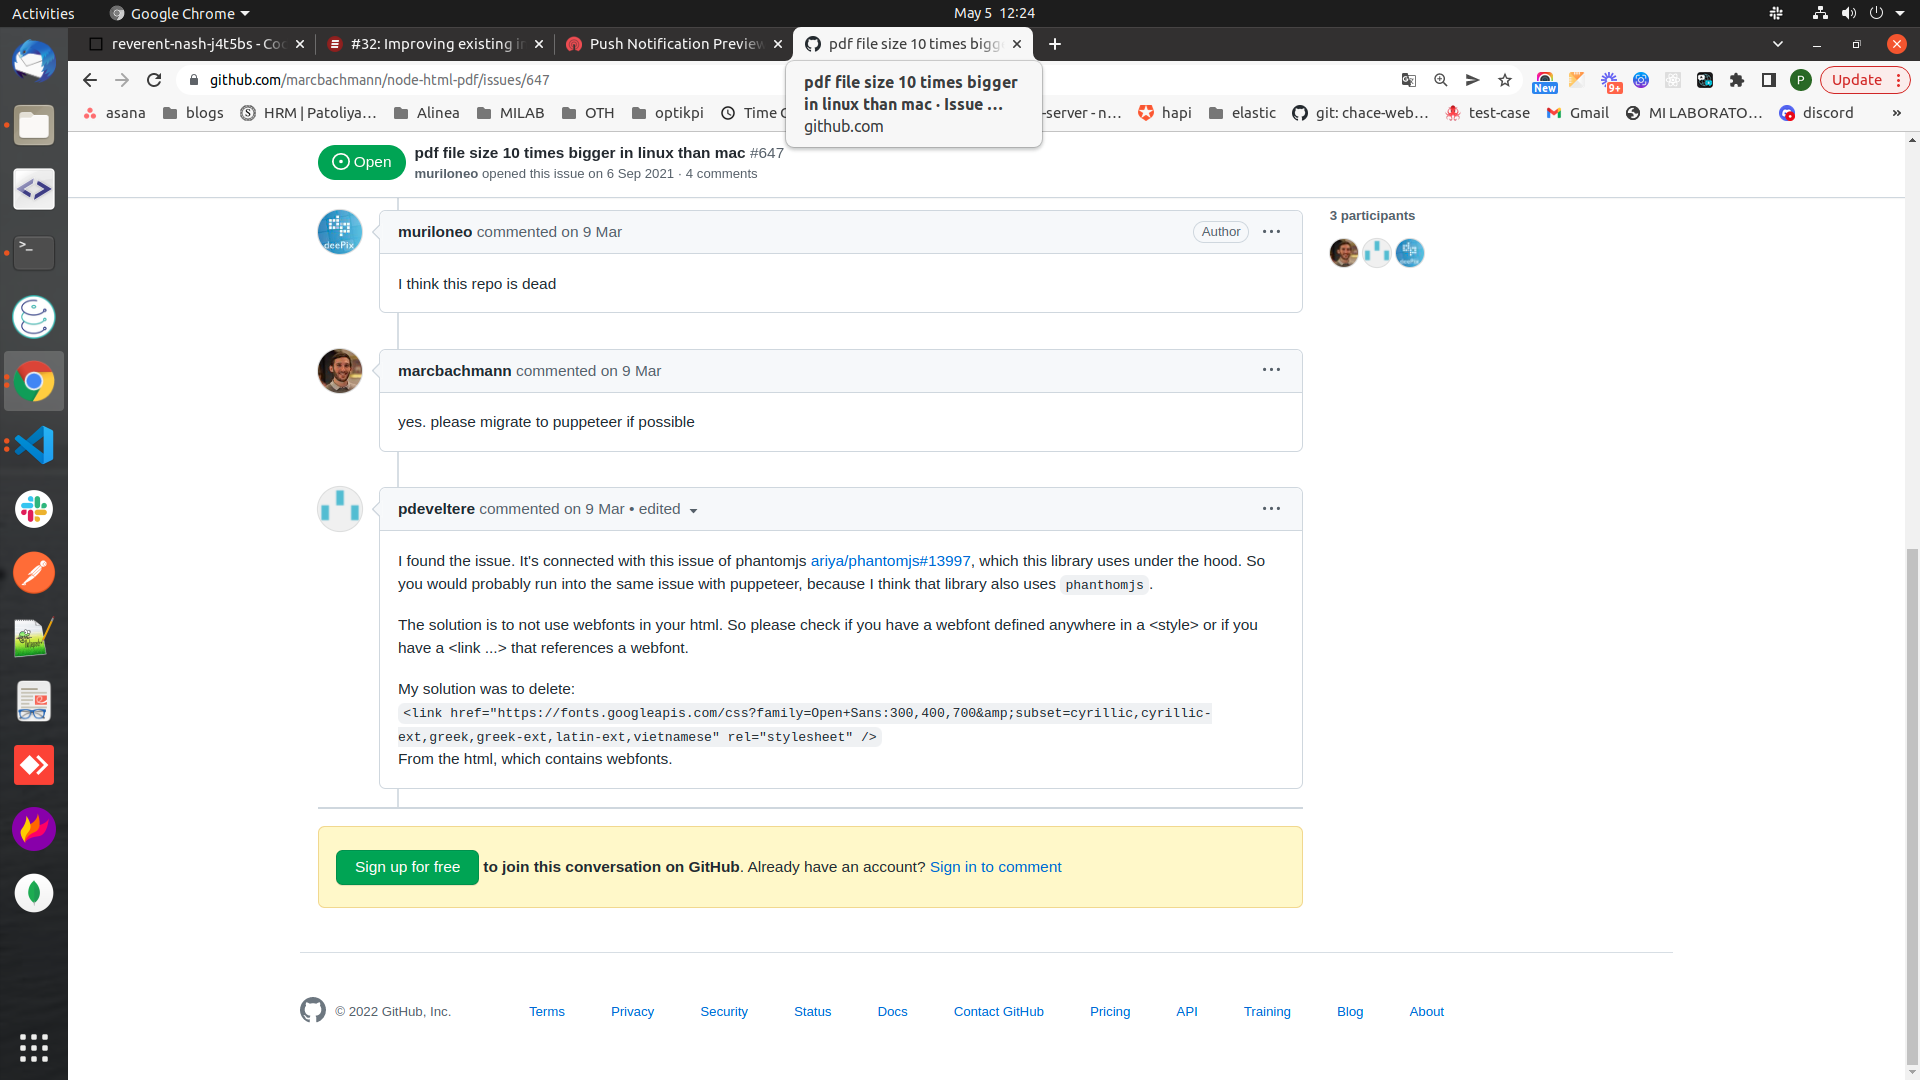 Activities
Google Chrome
May 5 12:24
reverent-nash-j4t5bs - Co
#32: Improving existing i
Push Notification Preview
pdf file size 10 times bigg
github.com/marcbachmann/node-html-pdf/issues/647
New
9+
P
Update
pdf file size 10 times bigger
in linux than mac · Issue …
github.com
asana
blogs
HRM | Patoliya…
Alinea
MILAB
OTH
optikpi
Time
-server - n…
hapi
elastic
git: chace-web…
test-case
Gmail
MI LABORATO…
discord
»
Open
pdf file size 10 times bigger in linux than mac #647
muriloneo opened this issue on 6 Sep 2021 · 4 comments
3 participants
deePix
muriloneo commented on 9 Mar
Author
I think this repo is dead
marcbachmann commented on 9 Mar
yes. please migrate to puppeteer if possible
pdeveltere commented on 9 Mar • edited
I found the issue. It's connected with this issue of phantomjs ariya/phantomjs#13997, which this library uses under the hood. So
you would probably run into the same issue with puppeteer, because I think that library also uses phanthomjs.
The solution is to not use webfonts in your html. So please check if you have a webfont defined anywhere in a <style> or if you
have a <link ...> that references a webfont.
My solution was to delete:
<link href="https://fonts.googleapis.com/css?family=Open+Sans:300,400,700&amp;subset=cyrillic,cyrillic-
ext,greek,greek-ext,latin-ext,vietnamese" rel="stylesheet" />
From the html, which contains webfonts.
Sign up for free to join this conversation on GitHub. Already have an account? Sign in to comment
© 2022 GitHub, Inc.
Terms
Privacy
Security
Status
Docs
Contact GitHub
Pricing
API
Training
Blog
About